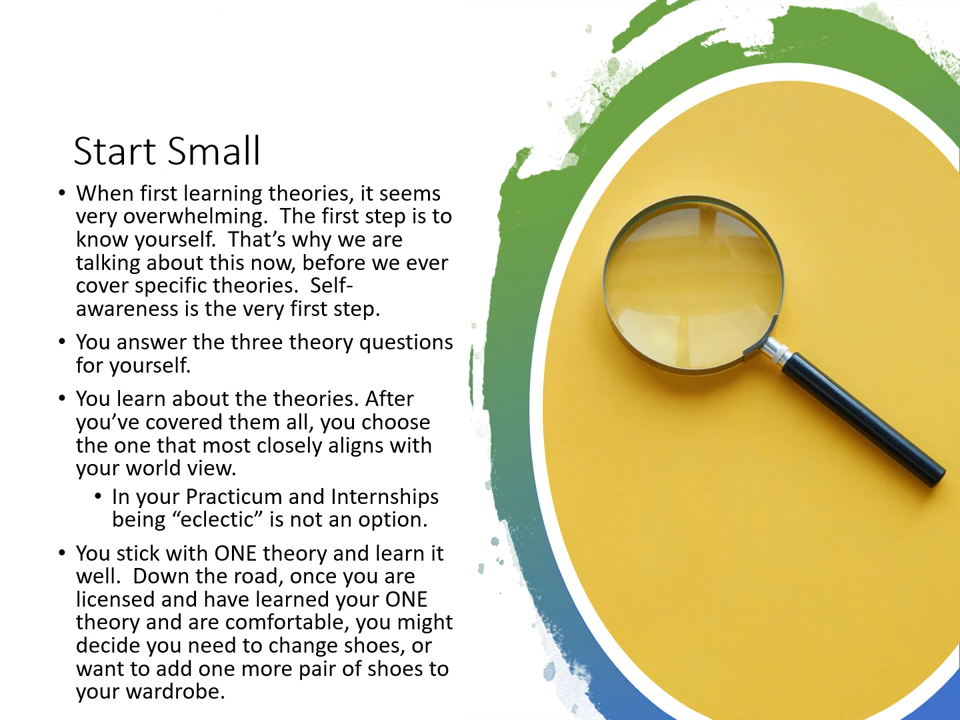 Start Small
• When first learning theories, it seems
very overwhelming.  The first step is to
know yourself.  That’s why we are
talking about this now, before we ever
cover specific theories.  Self-
awareness is the very first step.
• You answer the three theory questions
for yourself.
• You learn about the theories. After
you’ve covered them all, you choose
the one that most closely aligns with
your world view.
• In your Practicum and Internships
being “eclectic” is not an option.
• You stick with ONE theory and learn it
well.  Down the road, once you are
licensed and have learned your ONE
theory and are comfortable, you might
decide you need to change shoes, or
want to add one more pair of shoes to
your wardrobe.